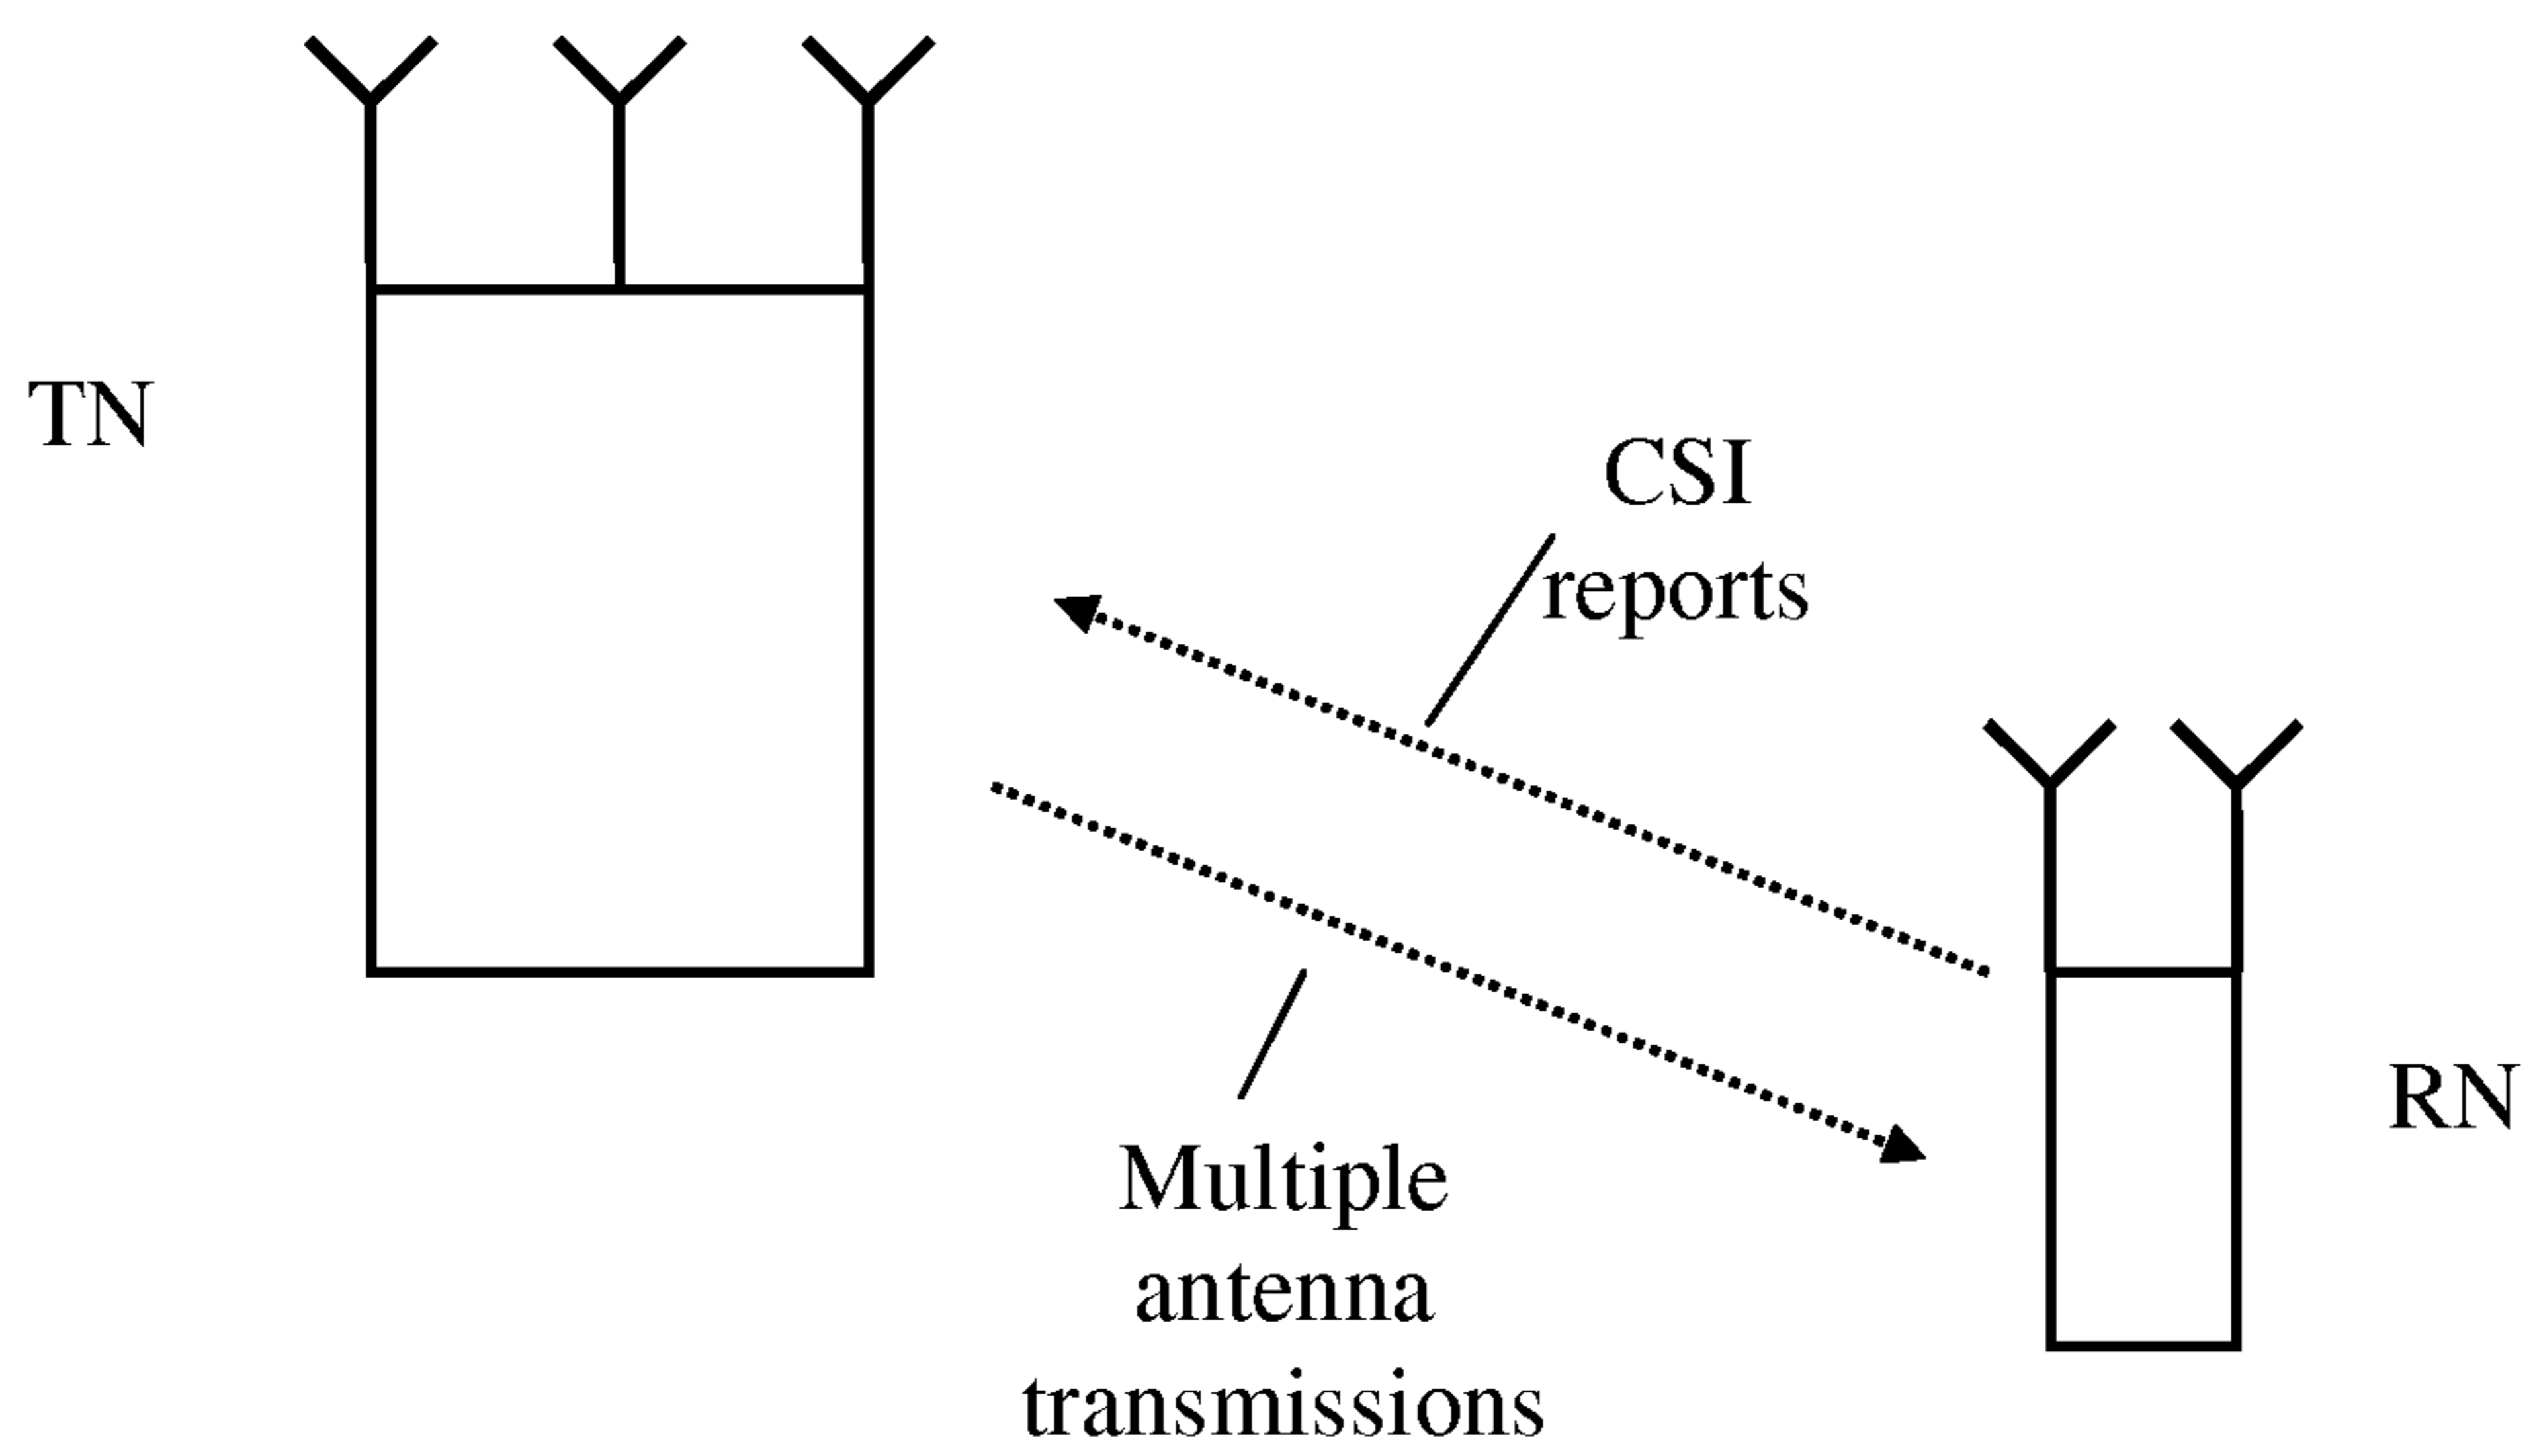 TN
CSI
reports
RN
Multiple
antenna
transmissions